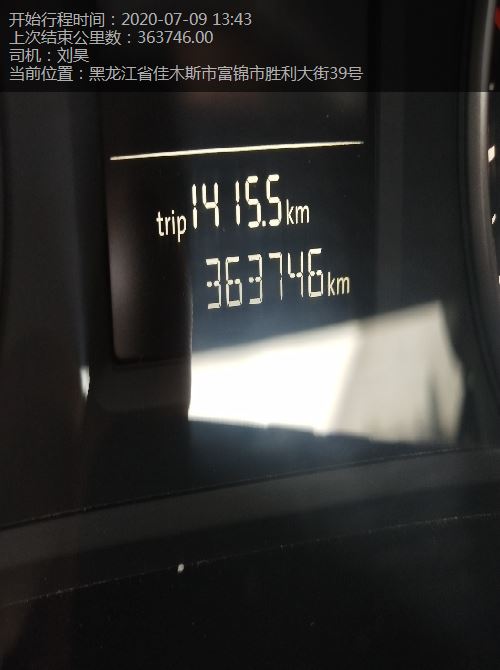 开始行程时间：2020-07-09 13:43
上次结束公里数：363746.00
司机：刘昊
当前位置：黑龙江省佳木斯市富锦市胜利大街39号
trip 1415.5 km
363746 km